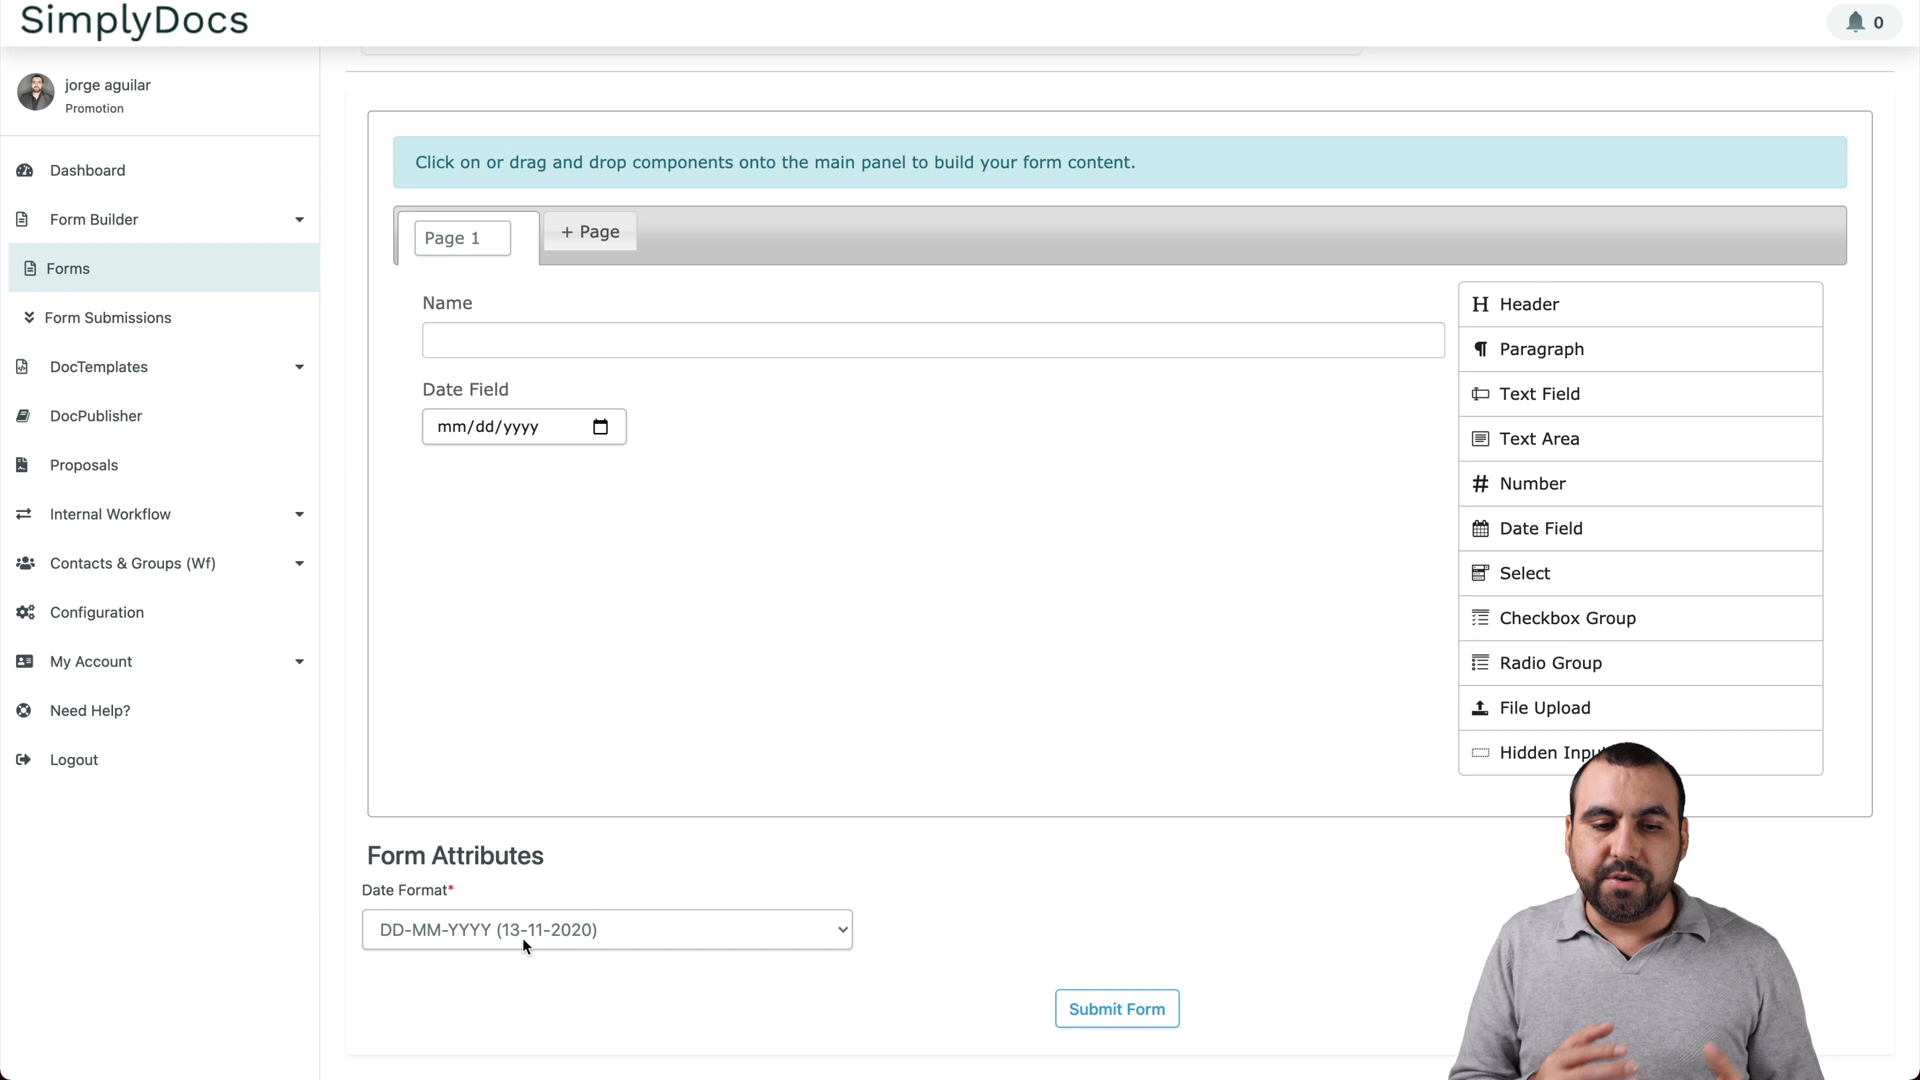 SimplyDocs
0
jorge aguilar
Promotion
Dashboard
Form Builder
Forms
Form Submissions
DocTemplates
DocPublisher
Proposals
Internal Workflow
Contacts & Groups (Wf)
Configuration
My Account
Need Help?
Logout
Click on or drag and drop components onto the main panel to build your form content.
Page 1
+ Page
Name
Date Field
mm/dd/yyyy
Header
Paragraph
Text Field
Text Area
Number
Date Field
Select
Checkbox Group
Radio Group
File Upload
Hidden Inpu
Form Attributes
Date Format*
DD-MM-YYYY (13-11-2020)
Submit Form